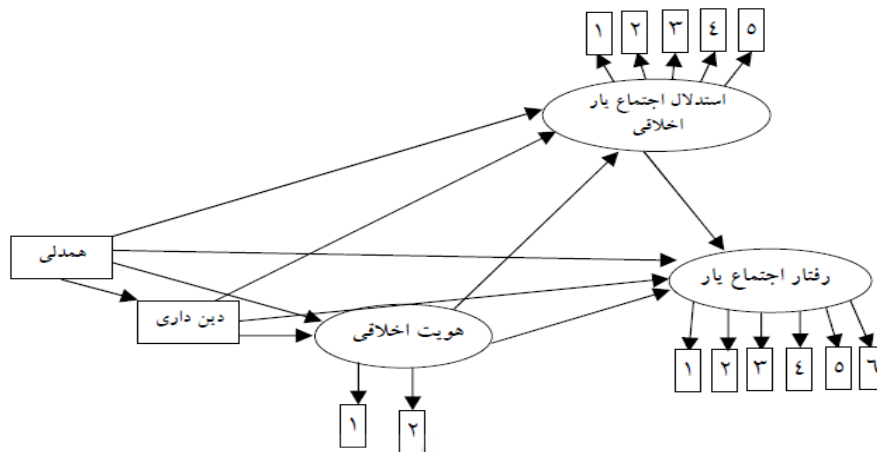 ١ ٢ ٣ ٤ ٥
استدلال اجتماع یار
اخلاقی
همدلی
دین داری
هویت اخلاقی
رفتار اجتماع یار
١ ٢ ٣ ٤ ٥ ٦
١ ٢